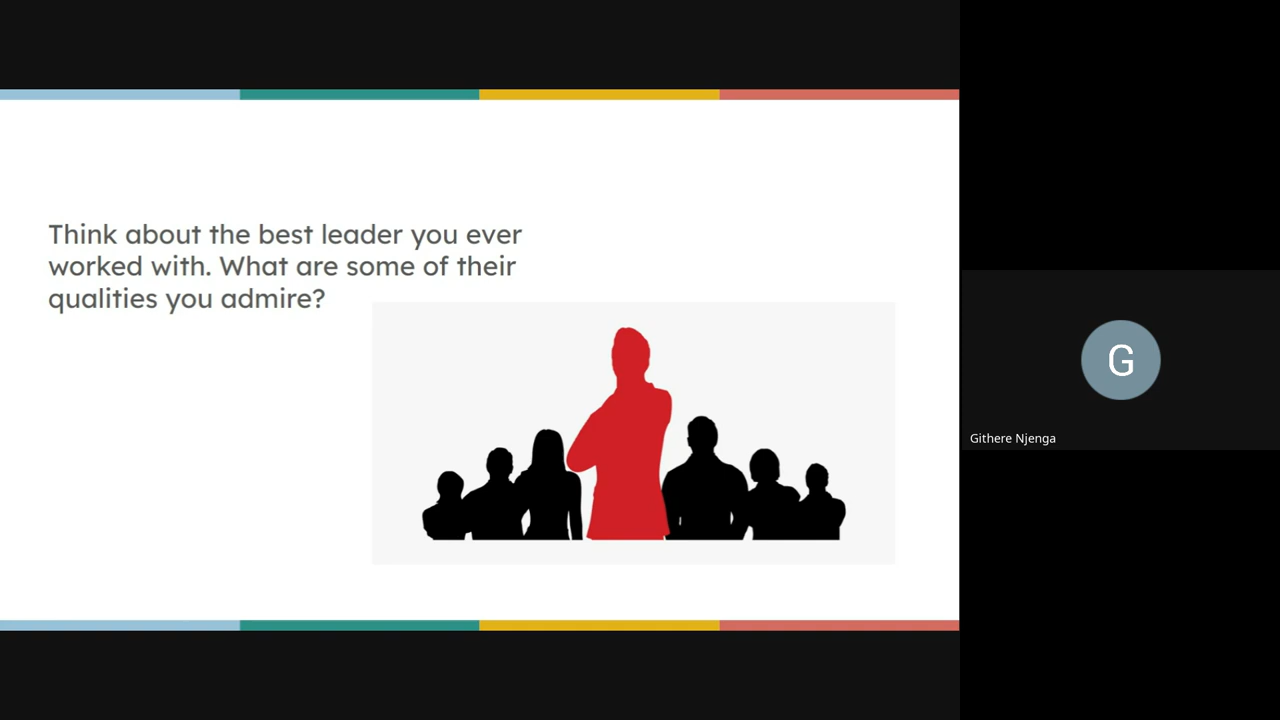 Think about the best leader you ever
worked with. What are some of their
qualities you admire?
G
Githere Njenga